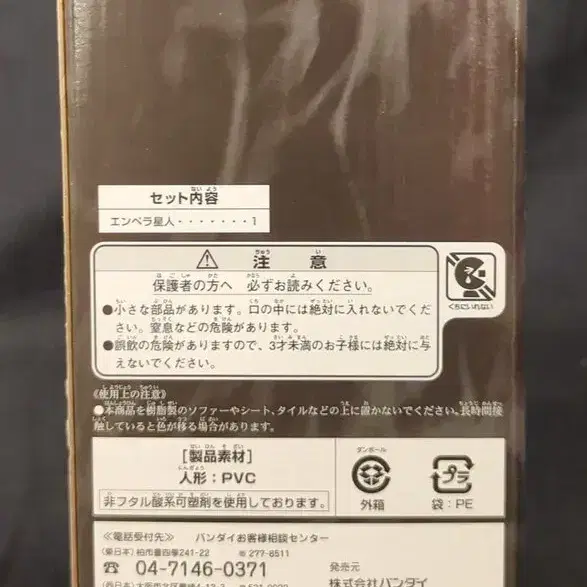 セット内容
エンペラ星人・・・・・・・1
注意
保護者の方へ 必ずお読みください。
●小さな部品があります。口の中には絶対に入れないでくだ
さい。窒息などの危険があります。
●誤飲の危険がありますので、3才未満のお子様には絶対に与
えないでください。
くちにいれない
《使用上の注意》
●本商品を樹脂製のソファーやシート、タイルなどの上に置かないでください。長時間接
触していると色が移る場合があります。
[製品素材]
人形：PVC
非フタル酸系可塑剤を使用しております。
ダンボール
外箱
プラ
袋：PE
≪電話受付先≫ バンダイお客様相談センター
(東日本) 柏市豊四季241-22 〒277-8511
☎ 04-7146-0371
発売元
株式会社バンダイ